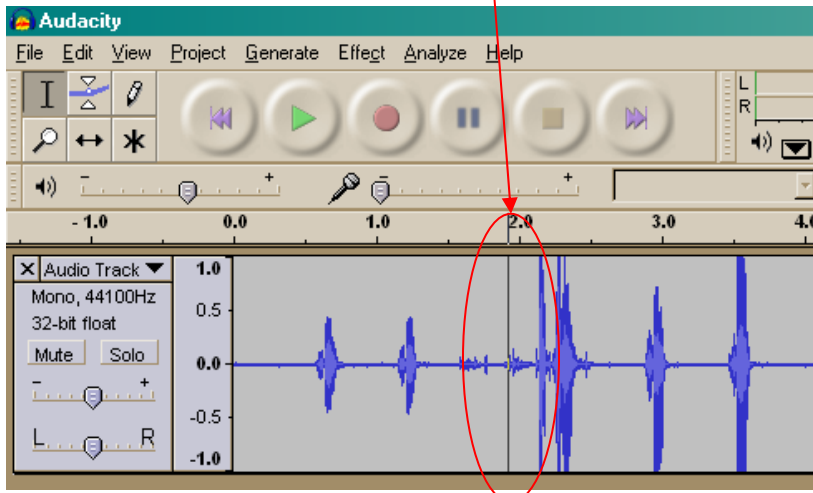 Audacity
File Edit View Project Generate Effect Analyze Help
L
R
- +
- +
- 1.0 0.0 1.0 2.0 3.0 4.0
X Audio Track 1.0
Mono, 44100Hz
32-bit float 0.5
Mute Solo
0.0
- +
-0.5
L R
-1.0